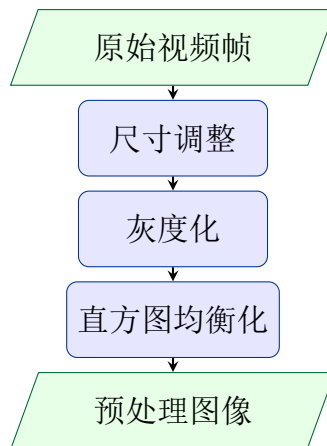 原始视频帧
尺寸调整
灰度化
直方图均衡化
预处理图像